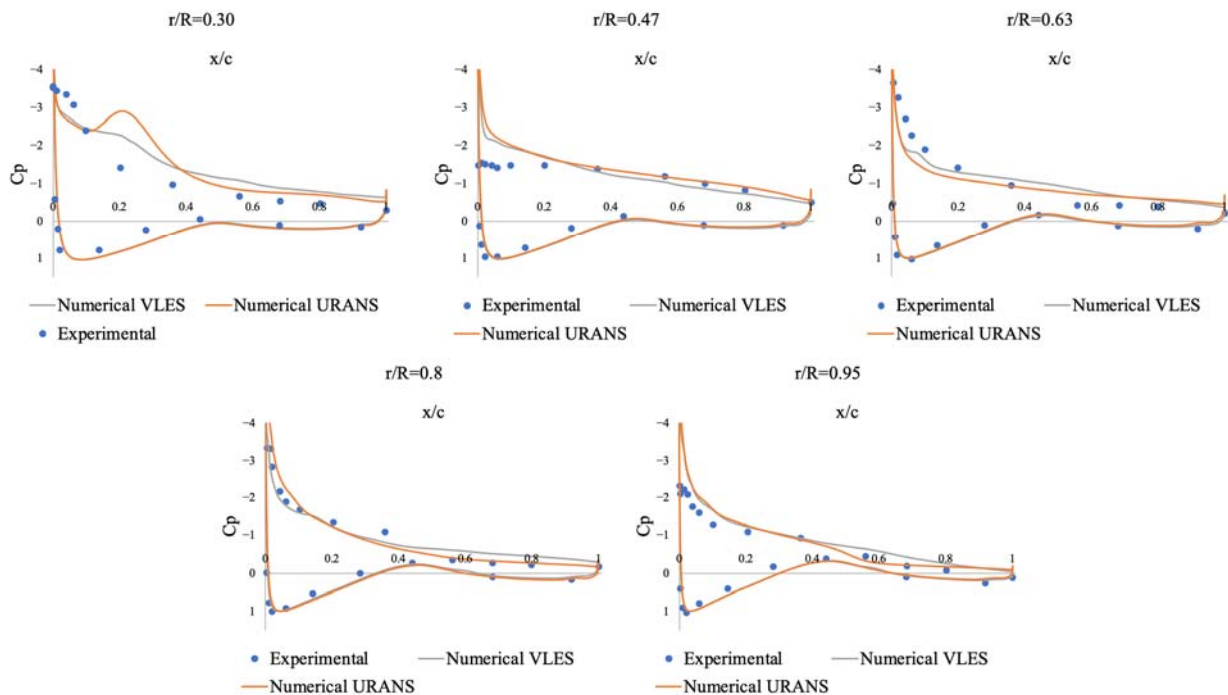 r/R=0.30
x/c
Cp
-4
-3
-2
-1
0
1
0 0.2 0.4 0.6 0.8 1
Numerical VLES Numerical URANS
Experimental
r/R=0.47
x/c
Cp
-4
-3
-2
-1
0
1
0 0.2 0.4 0.6 0.8 1
Experimental Numerical VLES
Numerical URANS
r/R=0.63
x/c
Cp
-4
-3
-2
-1
0
1
0 0.2 0.4 0.6 0.8 1
Experimental Numerical VLES
Numerical URANS
r/R=0.8
x/c
Cp
-4
-3
-2
-1
0
1
0 0.2 0.4 0.6 0.8 1
Experimental Numerical VLES
Numerical URANS
r/R=0.95
x/c
Cp
-4
-3
-2
-1
0
1
0 0.2 0.4 0.6 0.8 1
Experimental Numerical VLES
Numerical URANS